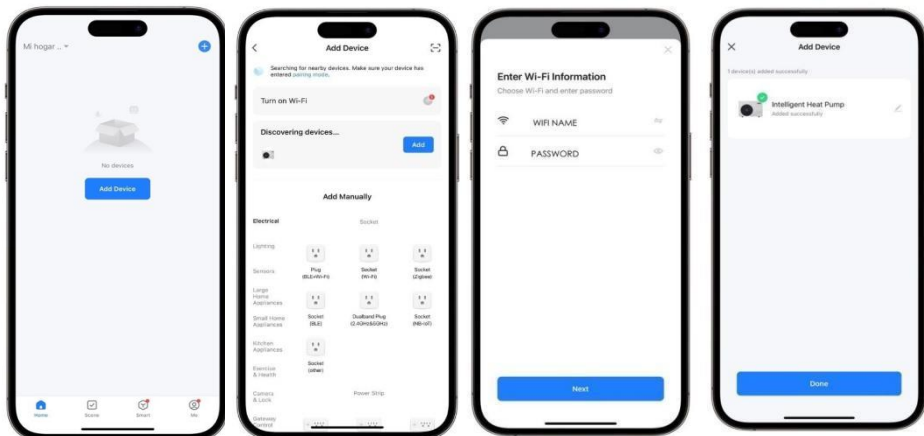 Mi hogar ...
No devices
Add Device
Home
Scene
Smart
Me
Add Device
Searching for nearby devices. Make sure your device has
entered pairing mode.
Turn on Wi-Fi
Discovering devices...
Add
Add Manually
Electrical
Socket
Lighting
Sensors
Large
Home
Appliances
Small Home
Appliances
Kitchen
Appliances
Exercise
& Health
Camera
& Lock
Gateway
Control
Plug
(BLE+Wi-Fi)
Socket
(Wi-Fi)
Socket
(Zigbee)
Socket
(BLE)
Dualband Plug
(2.4GHz&5GHz)
Socket
(NB-IoT)
Socket
(other)
Power Strip
Enter Wi-Fi Information
Choose Wi-Fi and enter password
WIFI NAME
PASSWORD
Next
Add Device
1 device(s) added successfully
Intelligent Heat Pump
Added successfully
Done